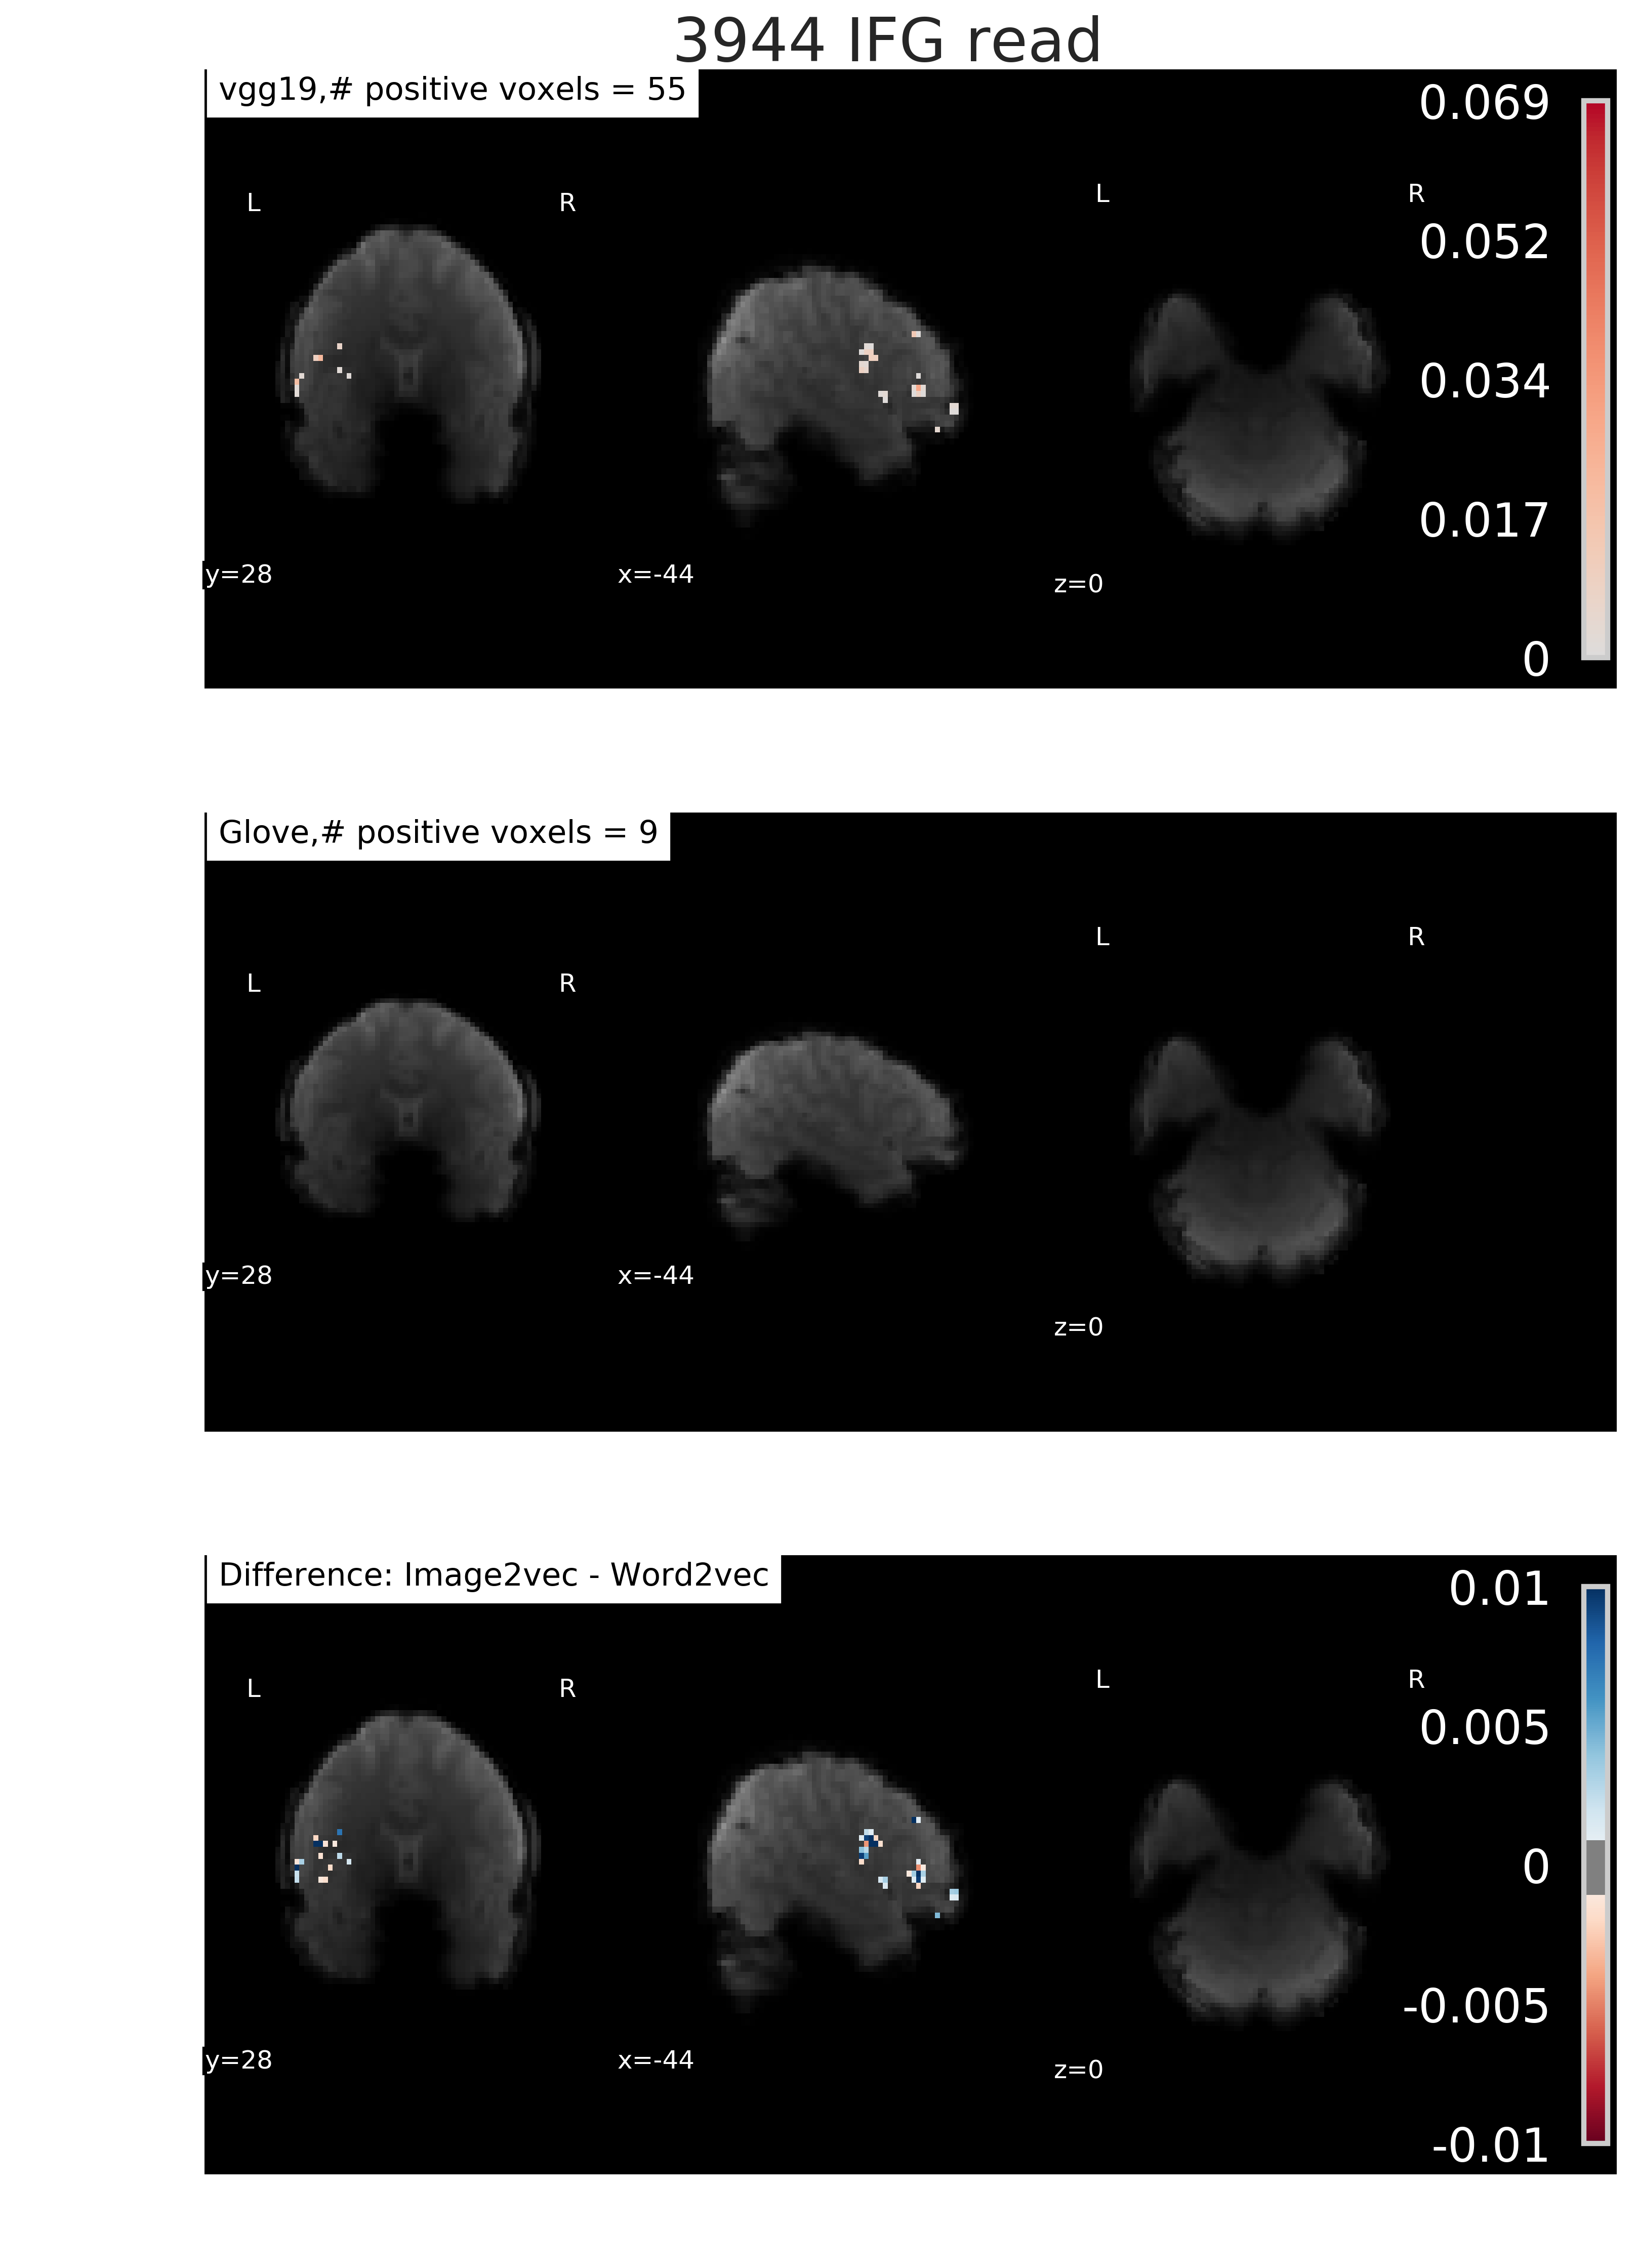 3944 IFG read
vgg19,# positive voxels = 55
0.069
L R L R
0.052
0.034
0.017
y=28 x=-44 z=0
0
Glove,# positive voxels = 9
L R
L R
y=28 x=-44
z=0
Difference: Image2vec - Word2vec
0.01
L R L R
0.005
0
-0.005
y=28 x=-44 z=0
-0.01